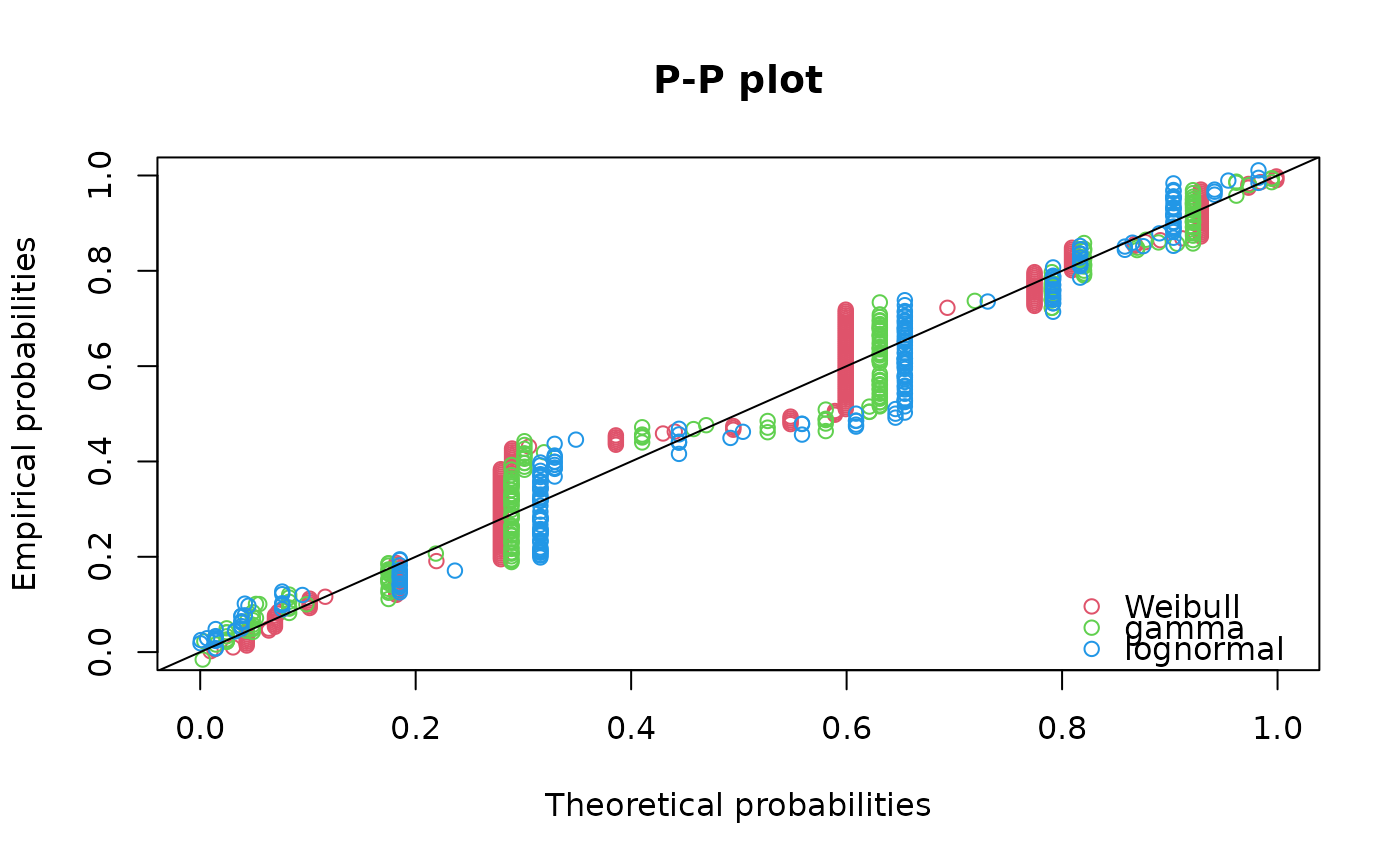 P-P plot
Empirical probabilities
1.0
0.8
0.6
0.4
0.2
0.0
Weibull
gamma
lognormal
0.0 0.2 0.4 0.6 0.8 1.0
Theoretical probabilities